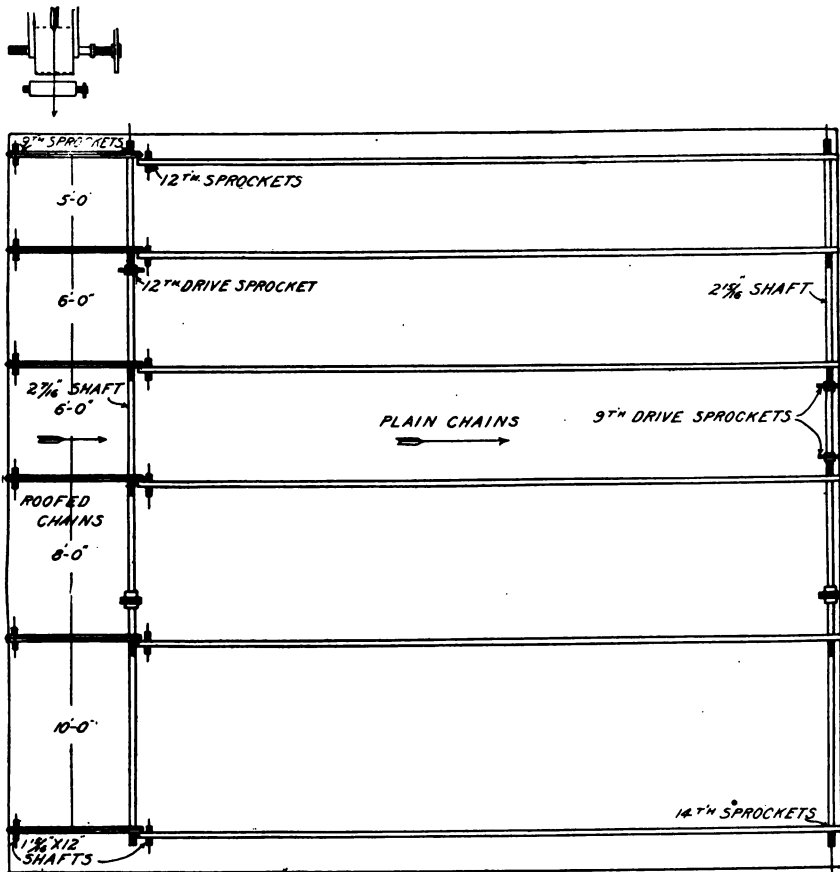 9TH SPROCKETS
12TH SPROCKETS
5'-0"
12TH DRIVE SPROCKET
6'-0"
2 15/16" SHAFT
2 7/16" SHAFT
6'-0"
PLAIN CHAINS
9TH DRIVE SPROCKETS
ROOFED
CHAINS
8'-0"
10'-0"
14TH SPROCKETS
1 15/16" X 12"
SHAFTS